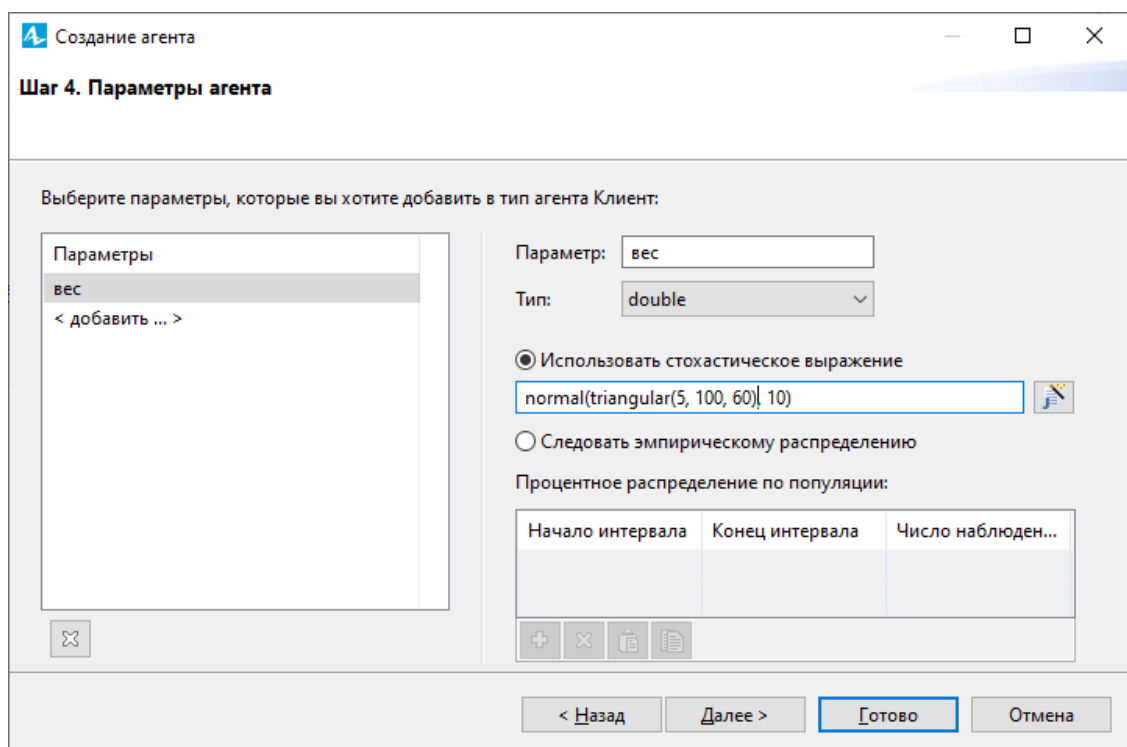 Создание агента
Шаг 4. Параметры агента
Выберите параметры, которые вы хотите добавить в тип агента Клиент:
Параметры
вес
< добавить ... >
Параметр: вес
Тип: double
Использовать стохастическое выражение
normal(triangular(5, 100, 60), 10)
Следовать эмпирическому распределению
Процентное распределение по популяции:
Начало интервала Конец интервала Число наблюден...
< Назад Далее > Готово Отмена